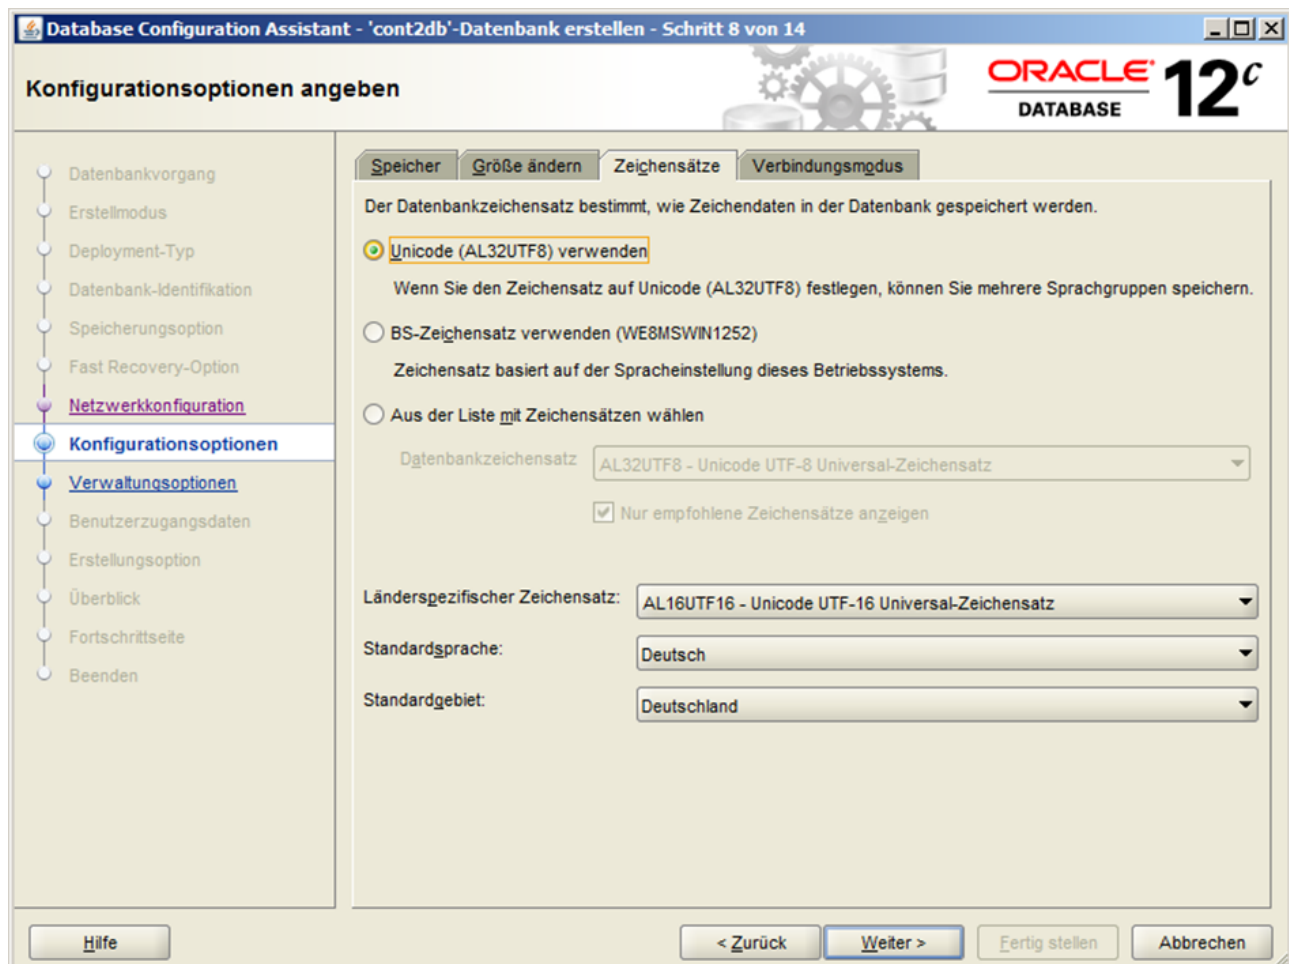 Database Configuration Assistant - 'cont2db'-Datenbank erstellen - Schritt 8 von 14
Konfigurationsoptionen angeben
ORACLE DATABASE 12c
Datenbankvorgang
Erstellmodus
Deployment-Typ
Datenbank-Identifikation
Speicherungsoption
Fast Recovery-Option
Netzwerkkonfiguration
Konfigurationsoptionen
Verwaltungsoptionen
Benutzerzugangsdaten
Erstellungsoption
Überblick
Fortschrittseite
Beenden
Speicher Größe ändern Zeichensätze Verbindungsmodus
Der Datenbankzeichensatz bestimmt, wie Zeichendaten in der Datenbank gespeichert werden.
Unicode (AL32UTF8) verwenden
Wenn Sie den Zeichensatz auf Unicode (AL32UTF8) festlegen, können Sie mehrere Sprachgruppen speichern.
BS-Zeichensatz verwenden (WE8MSWIN1252)
Zeichensatz basiert auf der Spracheinstellung dieses Betriebssystems.
Aus der Liste mit Zeichensätzen wählen
Datenbankzeichensatz AL32UTF8 - Unicode UTF-8 Universal-Zeichensatz
Nur empfohlene Zeichensätze anzeigen
Länderspezifischer Zeichensatz: AL16UTF16 - Unicode UTF-16 Universal-Zeichensatz
Standardsprache: Deutsch
Standardgebiet: Deutschland
Hilfe < Zurück Weiter > Fertig stellen Abbrechen